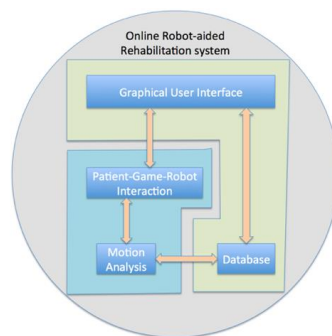 Online Robot-aided
Rehabilitation system
Graphical User Interface
Patient-Game-Robot
Interaction
Motion
Analysis
Database